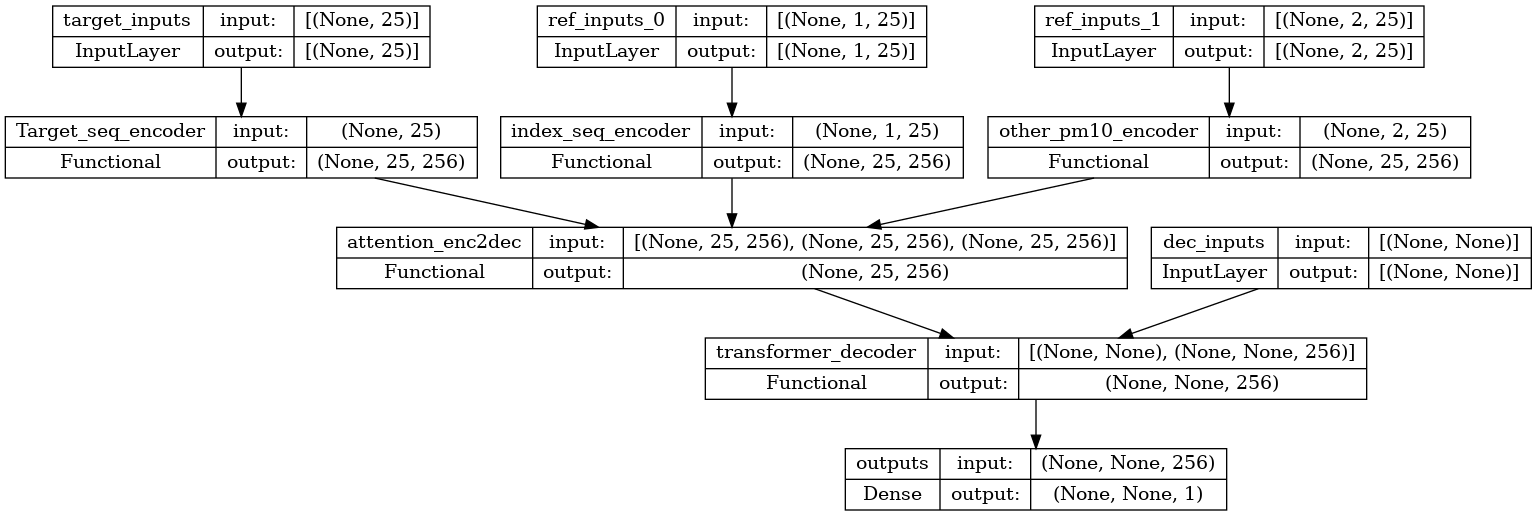 target_inputs input: [(None, 25)]
InputLayer output: [(None, 25)]
ref_inputs_0 input: [(None, 1, 25)]
InputLayer output: [(None, 1, 25)]
ref_inputs_1 input: [(None, 2, 25)]
InputLayer output: [(None, 2, 25)]
Target_seq_encoder input: (None, 25)
Functional output: (None, 25, 256)
index_seq_encoder input: (None, 1, 25)
Functional output: (None, 25, 256)
other_pm10_encoder input: (None, 2, 25)
Functional output: (None, 25, 256)
attention_enc2dec input: [(None, 25, 256), (None, 25, 256), (None, 25, 256)]
Functional output: (None, 25, 256)
dec_inputs input: [(None, None)]
InputLayer output: [(None, None)]
transformer_decoder input: [(None, None), (None, None, 256)]
Functional output: (None, None, 256)
outputs input: (None, None, 256)
Dense output: (None, None, 1)